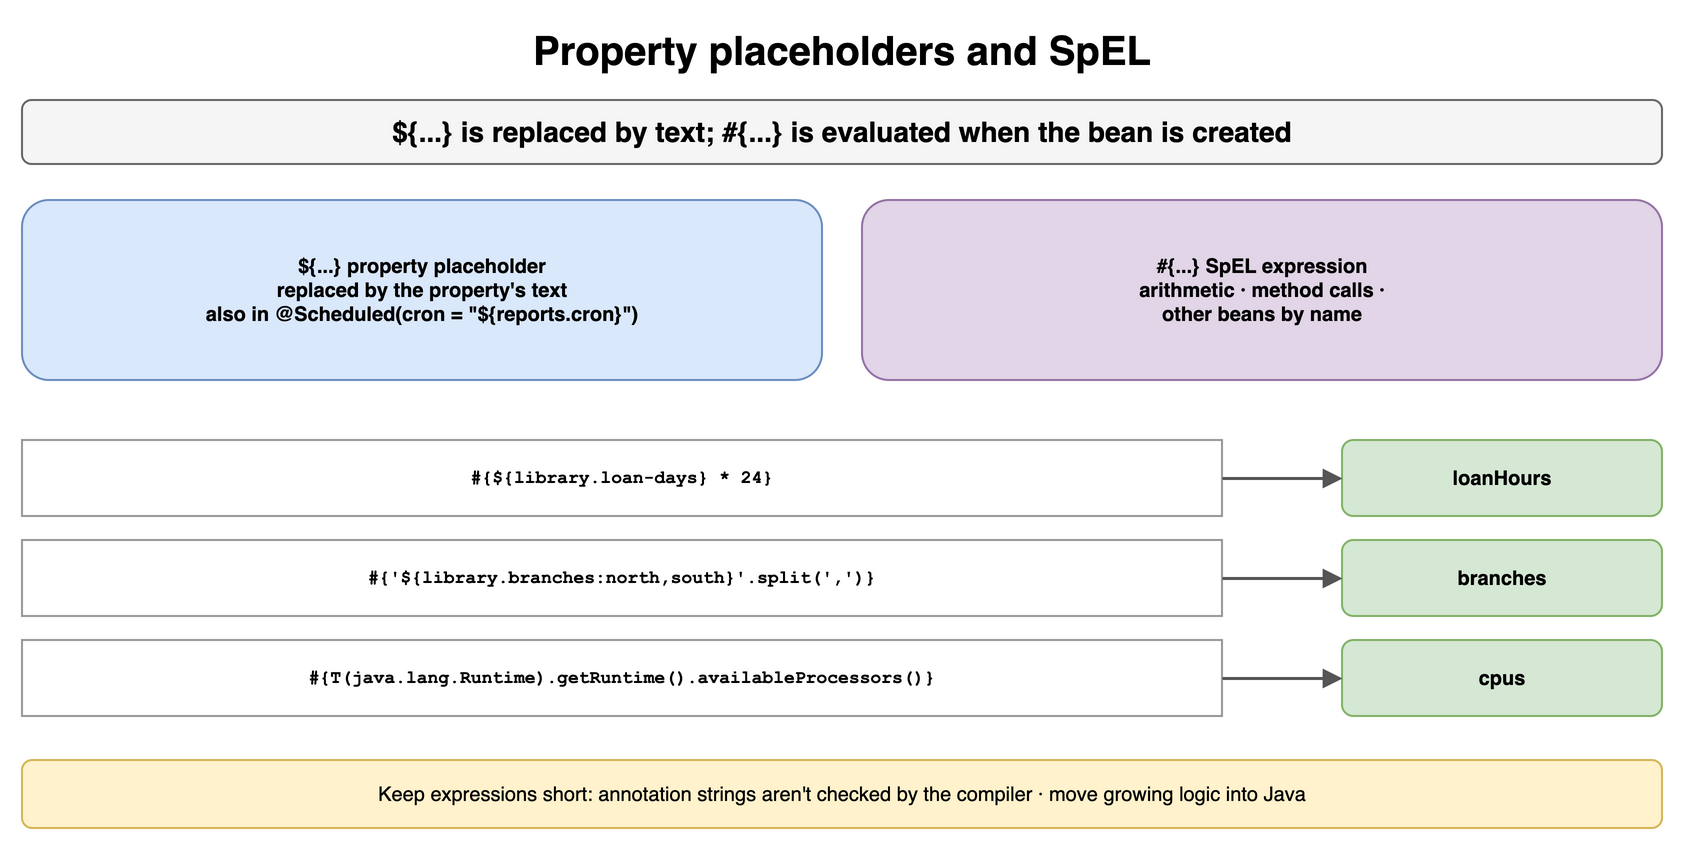 Property placeholders and SpEL
${...} is replaced by text; #{...} is evaluated when the bean is created
${...} property placeholder
replaced by the property's text
also in @Scheduled(cron = "${reports.cron}")
#{...} SpEL expression
arithmetic · method calls ·
other beans by name
#{${library.loan-days} * 24}
loanHours
#{'${library.branches:north,south}'.split(',')}
branches
#{T(java.lang.Runtime).getRuntime().availableProcessors()}
cpus
Keep expressions short: annotation strings aren't checked by the compiler · move growing logic into Java